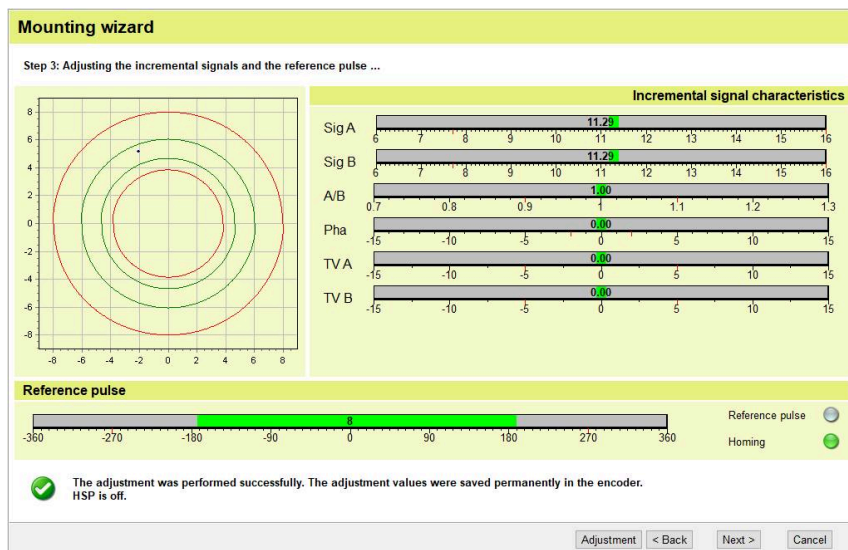 Mounting wizard
Step 3: Adjusting the incremental signals and the reference pulse ...
Incremental signal characteristics
8
6
4
2
0
-2
-4
-6
-8
-8 -6 -4 -2 0 2 4 6 8
Sig A
11.29
6 7 8 9 10 11 12 13 14 15 16
Sig B
11.29
6 7 8 9 10 11 12 13 14 15 16
A/B
1.00
0.7 0.8 0.9 1 1.1 1.2 1.3
Pha
0.00
-15 -10 -5 0 5 10 15
TV A
0.00
-15 -10 -5 0 5 10 15
TV B
0.00
-15 -10 -5 0 5 10 15
Reference pulse
8
-360 -270 -180 -90 0 90 180 270 360
Reference pulse
Homing
The adjustment was performed successfully. The adjustment values were saved permanently in the encoder.
HSP is off.
Adjustment < Back Next > Cancel